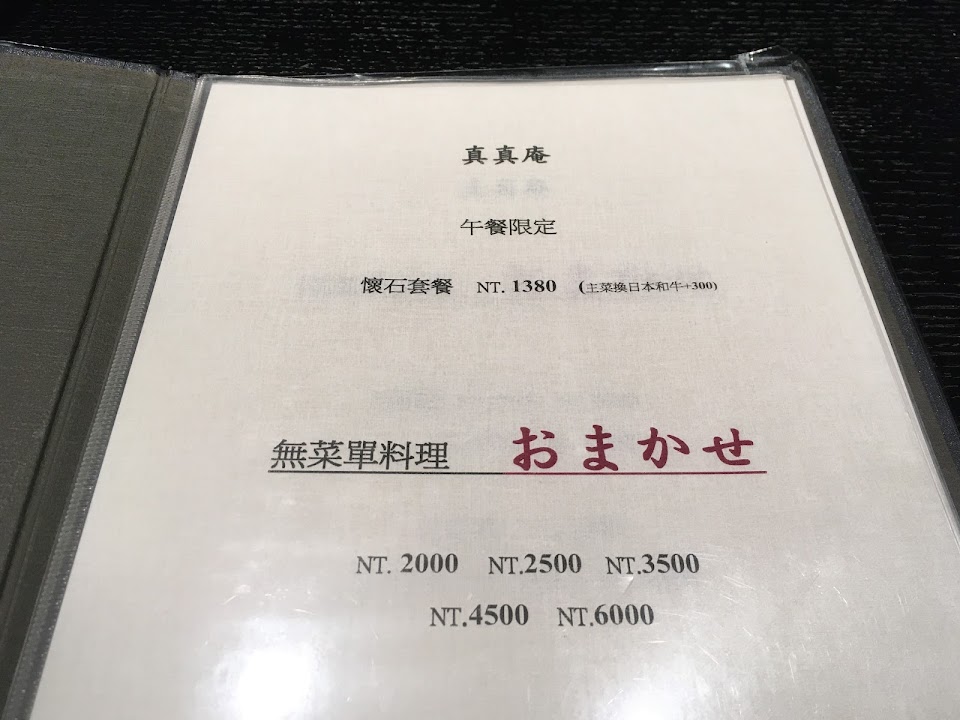 真真庵
午餐限定
懷石套餐 NT. 1380 (主菜換日本和牛+300)
無菜單料理 おまかせ
NT. 2000 NT.2500 NT.3500
NT.4500 NT.6000